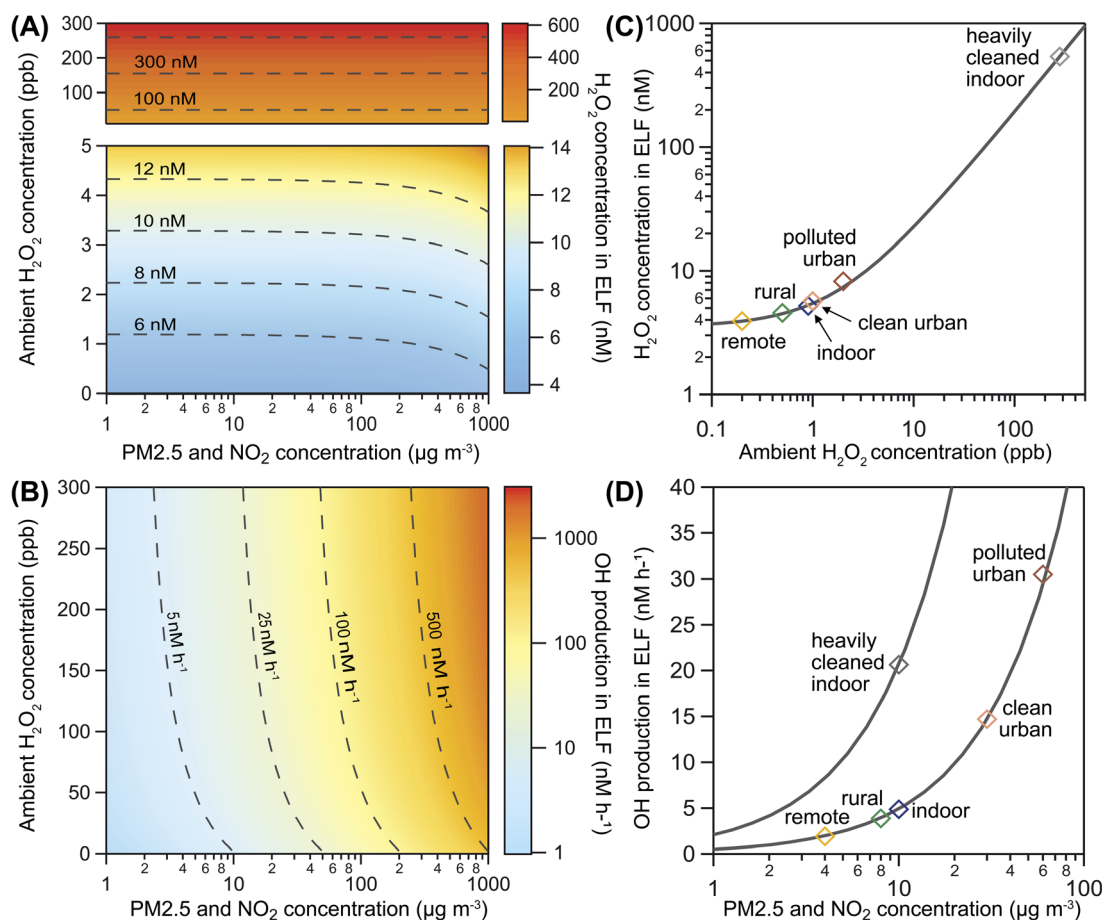 (A)
Ambient H₂O₂ concentration (ppb)
300
200
100
300 nM
100 nM
600
400
200
5
4
3
2
1
0
12 nM
10 nM
8 nM
6 nM
14
12
10
8
6
4
H₂O₂ concentration in ELF (nM)
1 2 4 6 8 10 2 4 6 8 100 2 4 6 8 1000
PM2.5 and NO₂ concentration (µg m⁻³)
(C)
H₂O₂ concentration in ELF (nM)
1000
6
4
2
100
6
4
2
10
6
4
2
1
heavily
cleaned
indoor
polluted
urban
rural
clean urban
remote
indoor
0.1 1 10 100
Ambient H₂O₂ concentration (ppb)
(B)
Ambient H₂O₂ concentration (ppb)
300
250
200
150
100
50
0
5 nM h⁻¹
25 nM h⁻¹
100 nM h⁻¹
500 nM h⁻¹
1000
100
10
1
OH production in ELF (nM h⁻¹)
1 2 4 6 8 10 2 4 6 8 100 2 4 6 8 1000
PM2.5 and NO₂ concentration (µg m⁻³)
(D)
OH production in ELF (nM h⁻¹)
40
35
30
25
20
15
10
5
0
polluted
urban
heavily
cleaned
indoor
clean
urban
rural
remote
indoor
1 2 4 6 8 10 2 4 6 8 100
PM2.5 and NO₂ concentration (µg m⁻³)